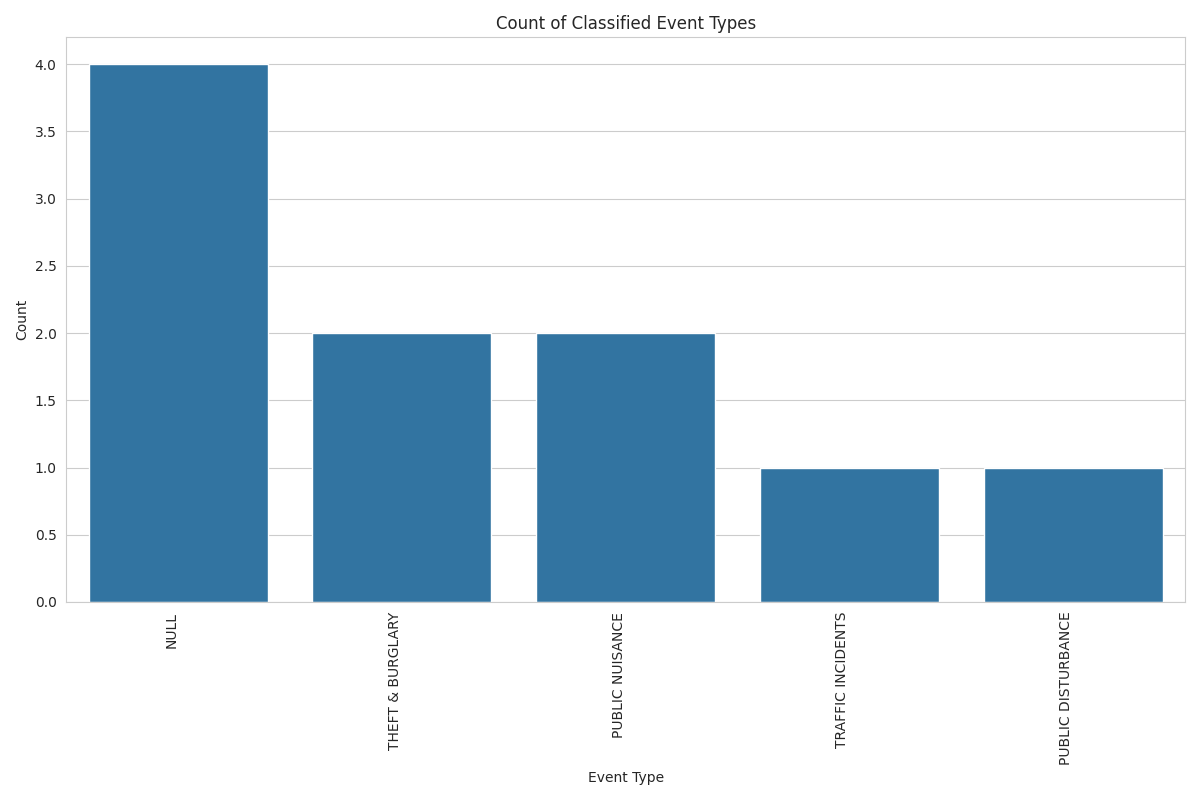 Count of Classified Event Types
Count
4.0
3.5
3.0
2.5
2.0
1.5
1.0
0.5
0.0
NULL
THEFT & BURGLARY
PUBLIC NUISANCE
TRAFFIC INCIDENTS
PUBLIC DISTURBANCE
Event Type